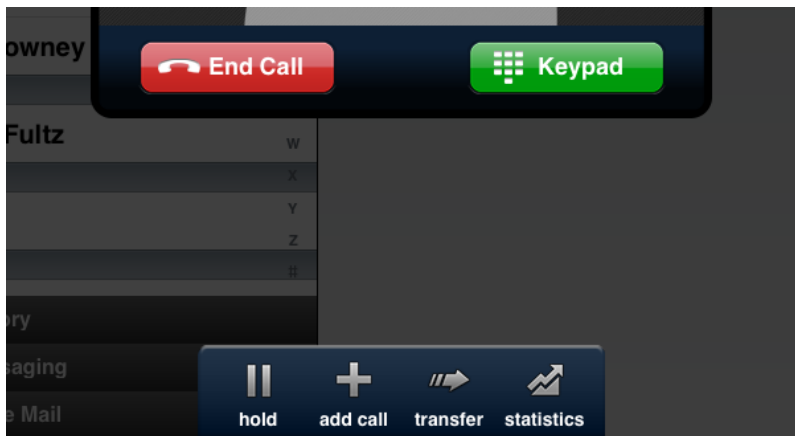 owney
End Call
Keypad
Fultz
W
X
Y
Z
#
ory
saging
e Mail
hold
add call
transfer
statistics